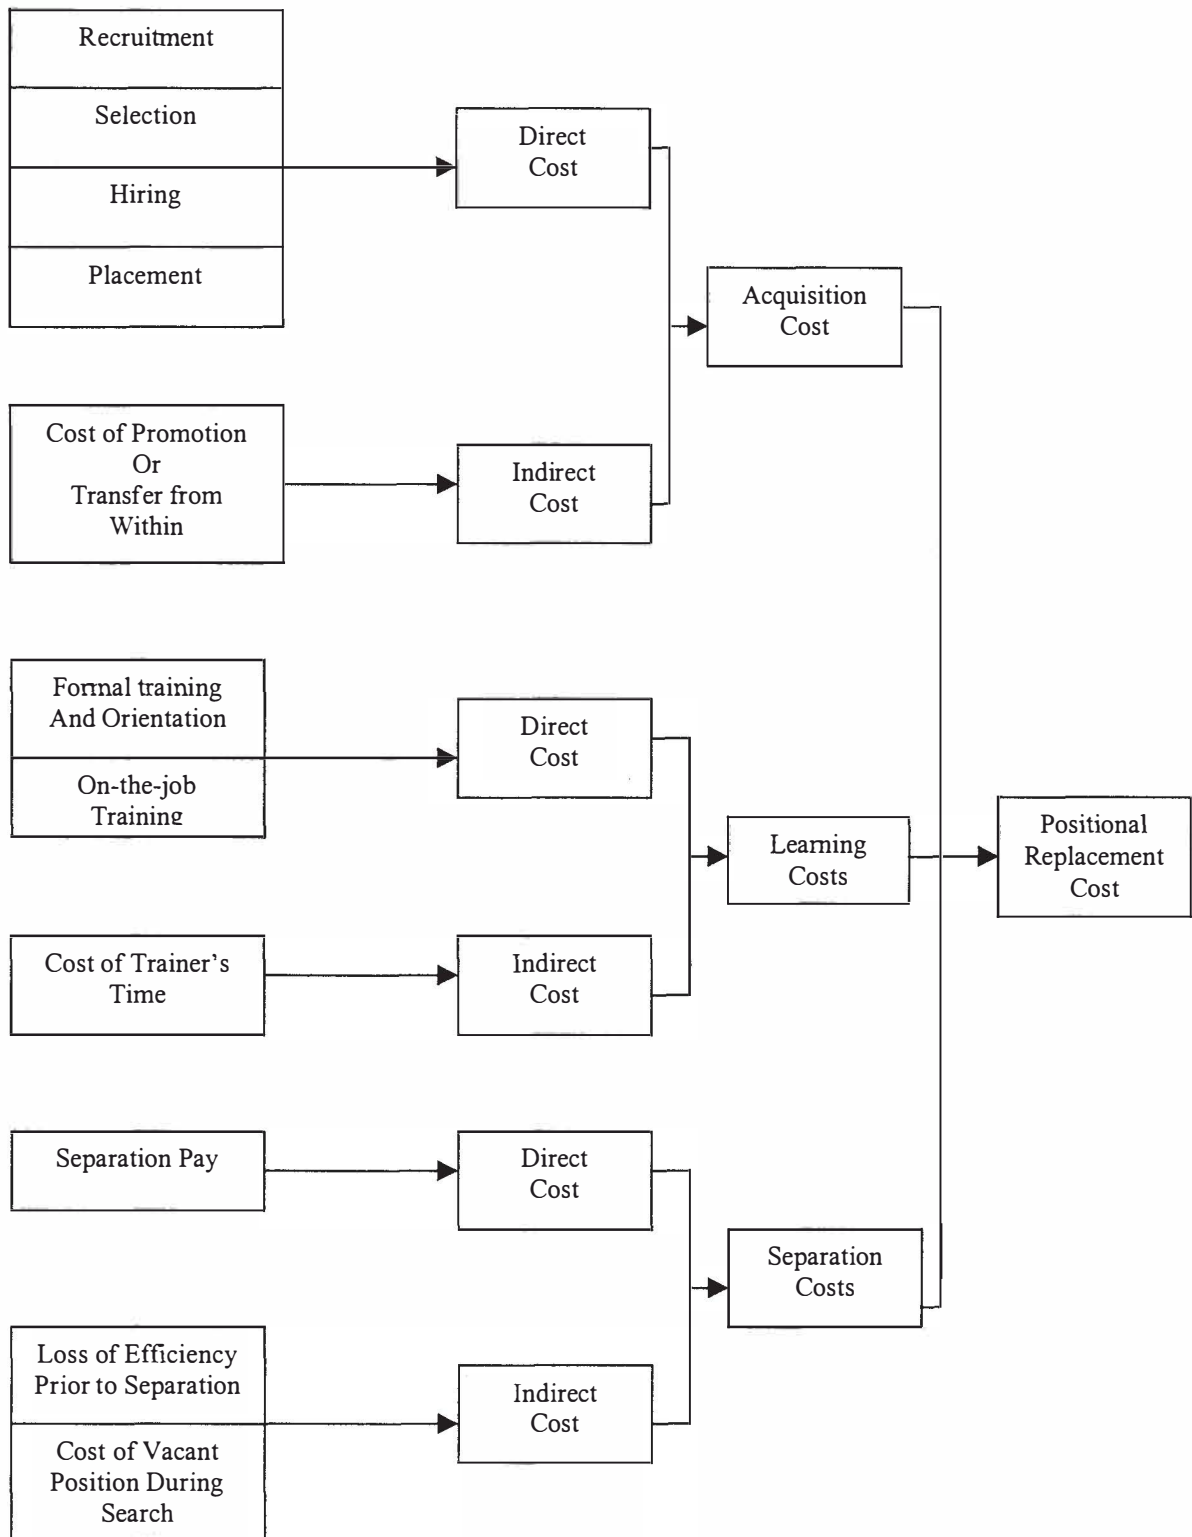 Recruitment
Selection
Hiring
Placement
Direct
Cost
Acquisition
Cost
Cost of Promotion
Or
Transfer from
Within
Indirect
Cost
Formal training
And Orientation
On-the-job
Training
Direct
Cost
Learning
Costs
Positional
Replacement
Cost
Cost of Trainer's
Time
Indirect
Cost
Separation Pay
Direct
Cost
Separation
Costs
Loss of Efficiency
Prior to Separation
Cost of Vacant
Position During
Search
Indirect
Cost